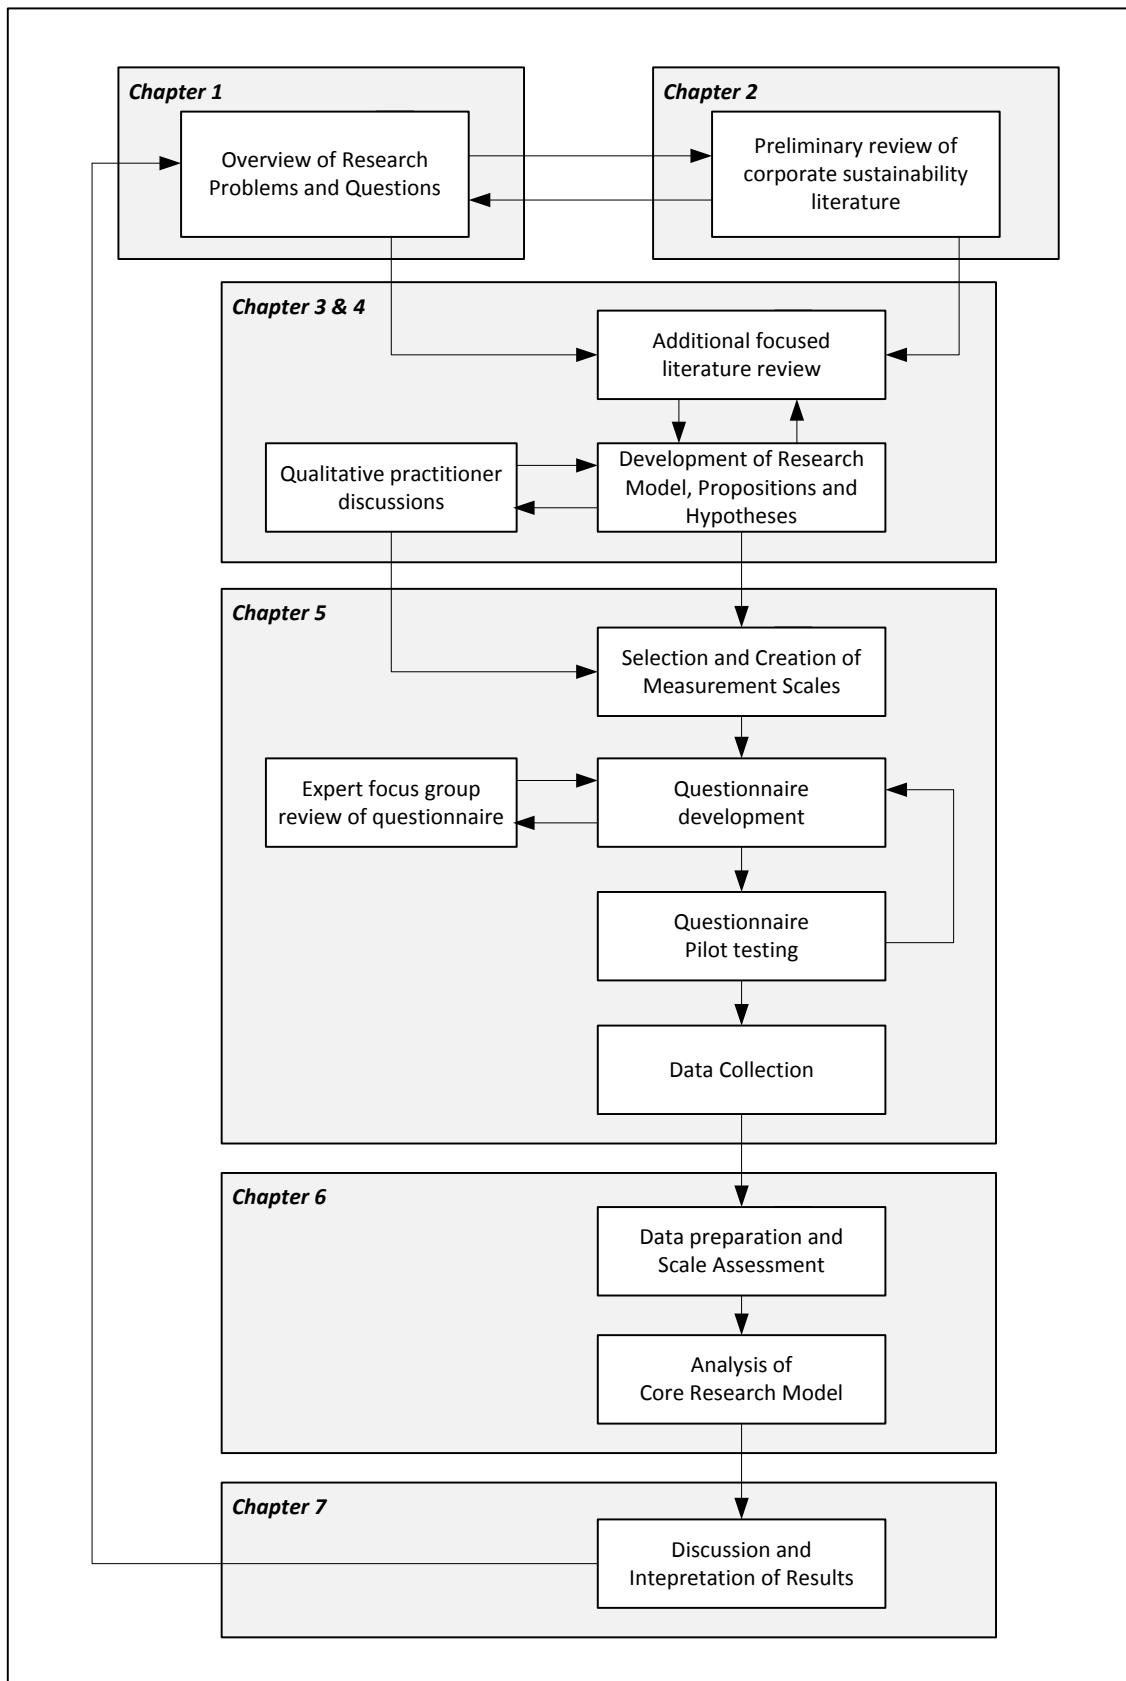 Chapter 1
Overview of Research
Problems and Questions
Chapter 2
Preliminary review of
corporate sustainability
literature
Chapter 3 & 4
Additional focused
literature review
Qualitative practitioner
discussions
Development of Research
Model, Propositions and
Hypotheses
Chapter 5
Selection and Creation of
Measurement Scales
Expert focus group
review of questionnaire
Questionnaire
development
Questionnaire
Pilot testing
Data Collection
Chapter 6
Data preparation and
Scale Assessment
Analysis of
Core Research Model
Chapter 7
Discussion and
Intepretation of Results